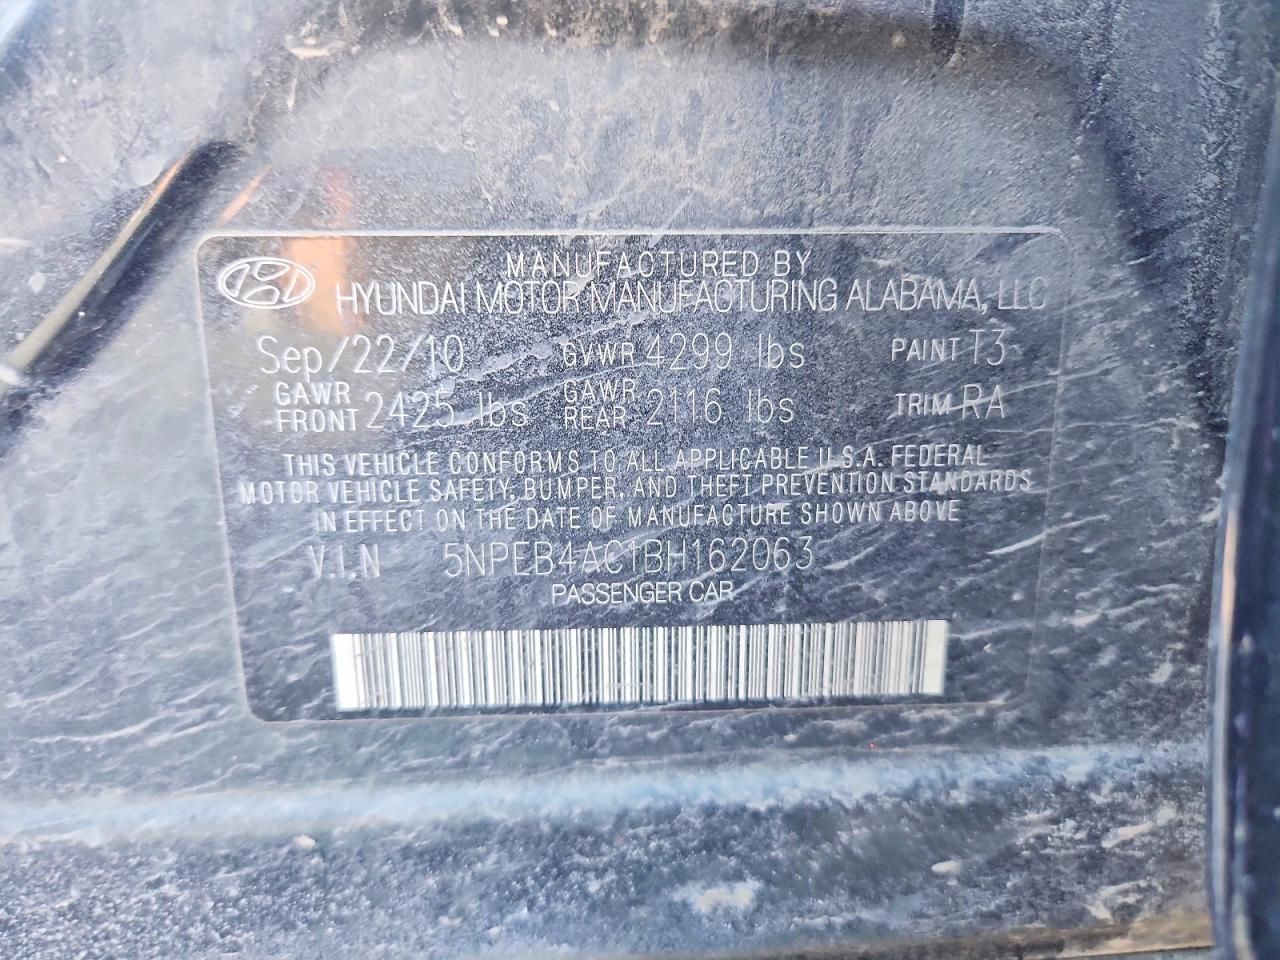 MANUFACTURED BY
HYUNDAI MOTOR MANUFACTURING ALABAMA, LLC
Sep/22/10 GVWR 4299 lbs PAINT T3
GAWR FRONT 2425 lbs GAWR REAR 2116 lbs TRIM RA
THIS VEHICLE CONFORMS TO ALL APPLICABLE U.S.A. FEDERAL
MOTOR VEHICLE SAFETY, BUMPER, AND THEFT PREVENTION STANDARDS
IN EFFECT ON THE DATE OF MANUFACTURE SHOWN ABOVE
V.I.N 5NPEB4AC1BH162063
PASSENGER CAR